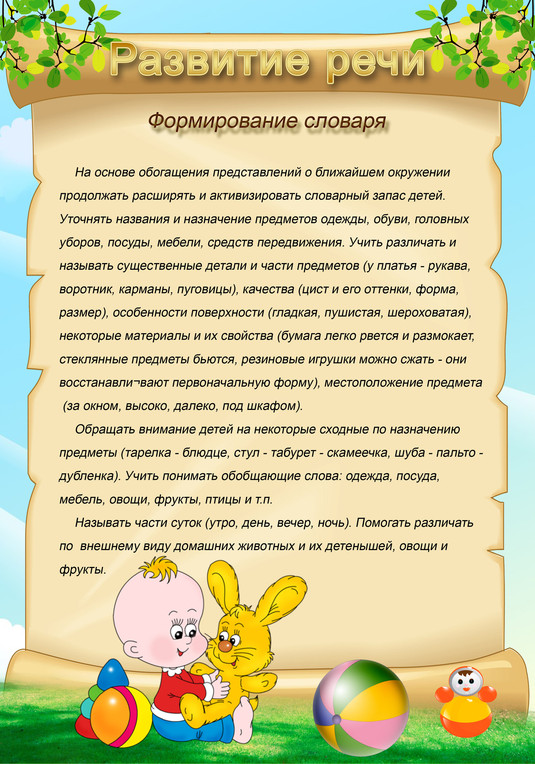 Развитие речи
Формирование словаря
На основе обогащения представлений о ближайшем окружении
продолжать расширять и активизировать словарный запас детей.
Уточнять названия и назначение предметов одежды, обуви, головных
уборов, посуды, мебели, средств передвижения. Учить различать и
называть существенные детали и части предметов (у платья - рукава,
воротник, карманы, пуговицы), качества (цист и его оттенки, форма,
размер), особенности поверхности (гладкая, пушистая, шероховатая),
некоторые материалы и их свойства (бумага легко рвется и размокает,
стеклянные предметы бьются, резиновые игрушки можно сжать - они
восстанавли¬вают первоначальную форму), местоположение предмета
(за окном, высоко, далеко, под шкафом).
Обращать внимание детей на некоторые сходные по назначению
предметы (тарелка - блюдце, стул - табурет - скамеечка, шуба - пальто -
дубленка). Учить понимать обобщающие слова: одежда, посуда,
мебель, овощи, фрукты, птицы и т.п.
Называть части суток (утро, день, вечер, ночь). Помогать различать
по внешнему виду домашних животных и их детенышей, овощи и
фрукты.